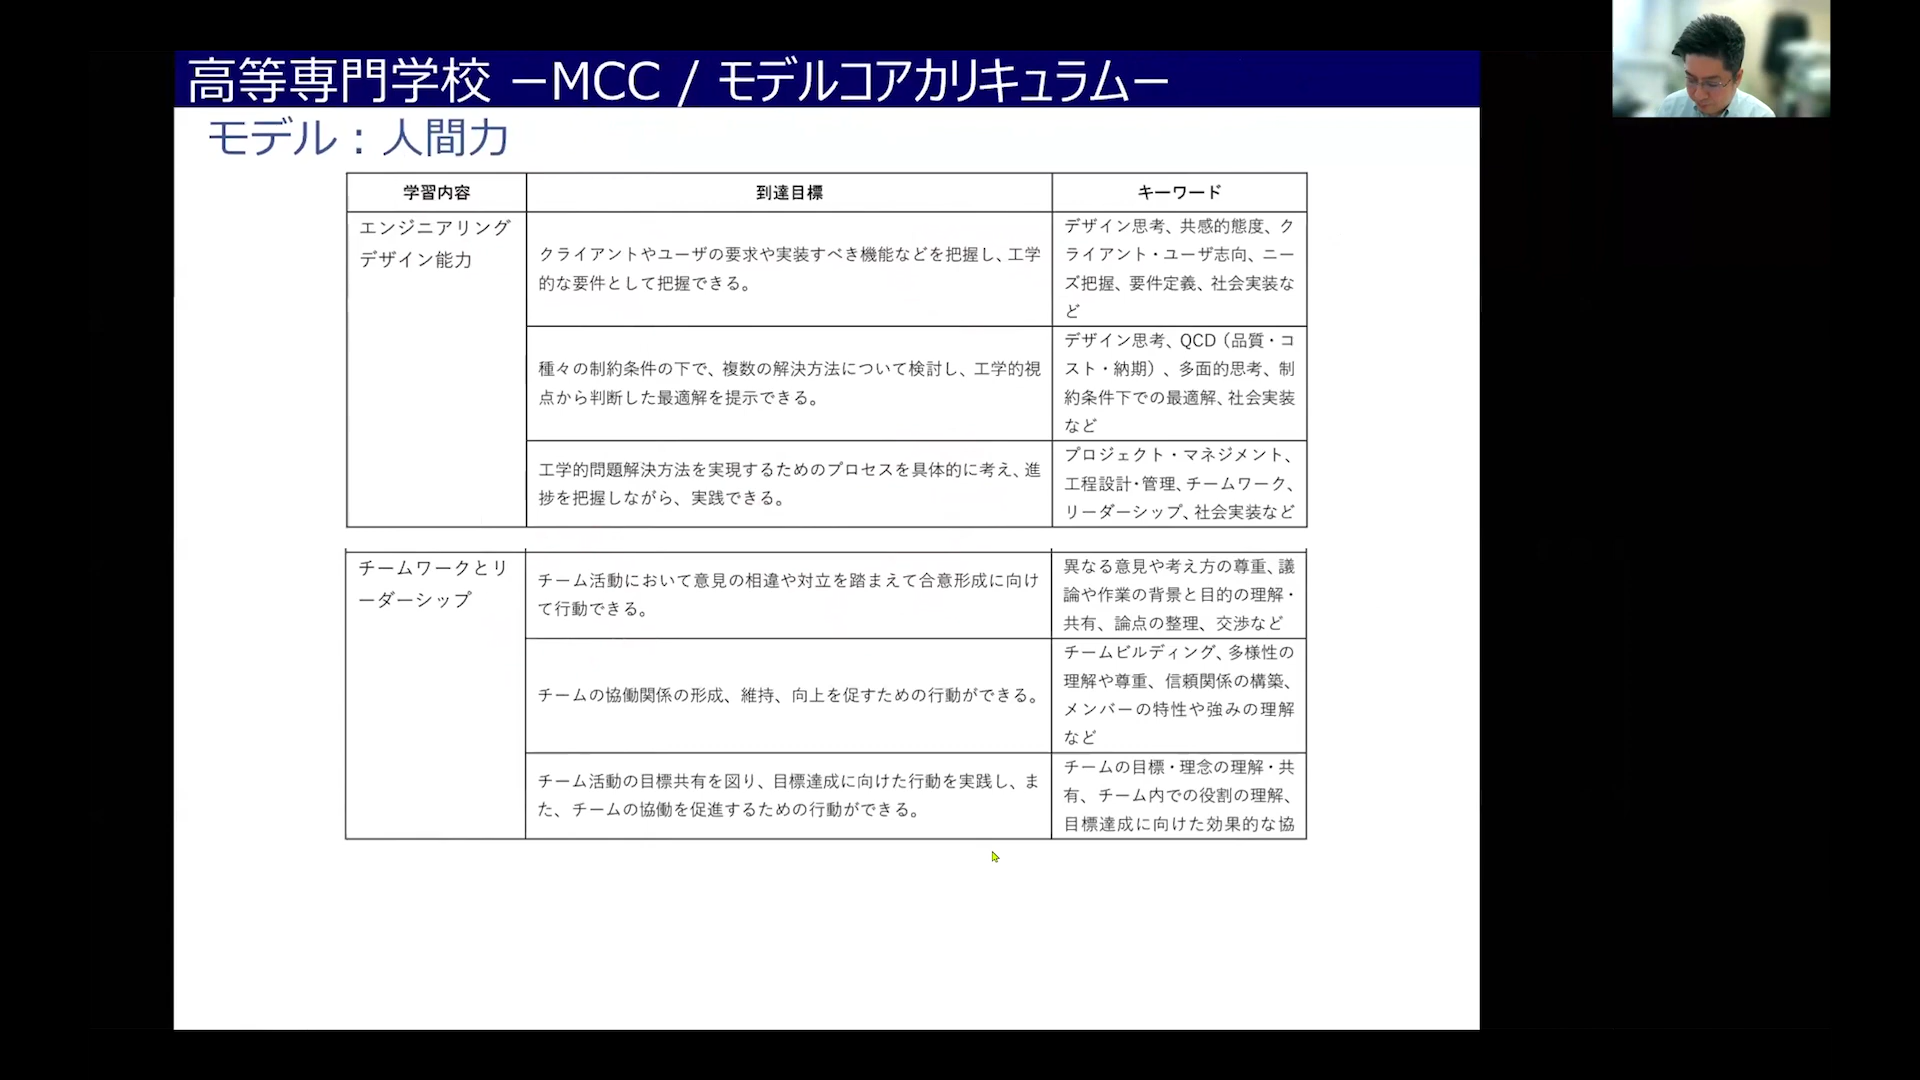 高等専門学校 ーMCC / モデルコアカリキュラムー
モデル：人間力
学習内容
到達目標
キーワード
エンジニアリング
デザイン能力
クライアントやユーザの要求や実装すべき機能などを把握し、工学
的な要件として把握できる。
デザイン思考、共感的態度、ク
ライアント・ユーザ志向、ニー
ズ把握、要件定義、社会実装な
ど
種々の制約条件の下で、複数の解決方法について検討し、工学的視
点から判断した最適解を提示できる。
デザイン思考、QCD（品質・コ
スト・納期）、多面的思考、制
約条件下での最適解、社会実装
など
工学的問題解決方法を実現するためのプロセスを具体的に考え、進
捗を把握しながら、実践できる。
プロジェクト・マネジメント、
工程設計・管理、チームワーク、
リーダーシップ、社会実装など
チームワークとリ
ーダーシップ
チーム活動において意見の相違や対立を踏まえて合意形成に向け
て行動できる。
異なる意見や考え方の尊重、議
論や作業の背景と目的の理解・
共有、論点の整理、交渉など
チームの協働関係の形成、維持、向上を促すための行動ができる。
チームビルディング、多様性の
理解や尊重、信頼関係の構築、
メンバーの特性や強みの理解
など
チーム活動の目標共有を図り、目標達成に向けた行動を実践し、ま
た、チームの協働を促進するための行動ができる。
チームの目標・理念の理解・共
有、チーム内での役割の理解、
目標達成に向けた効果的な協